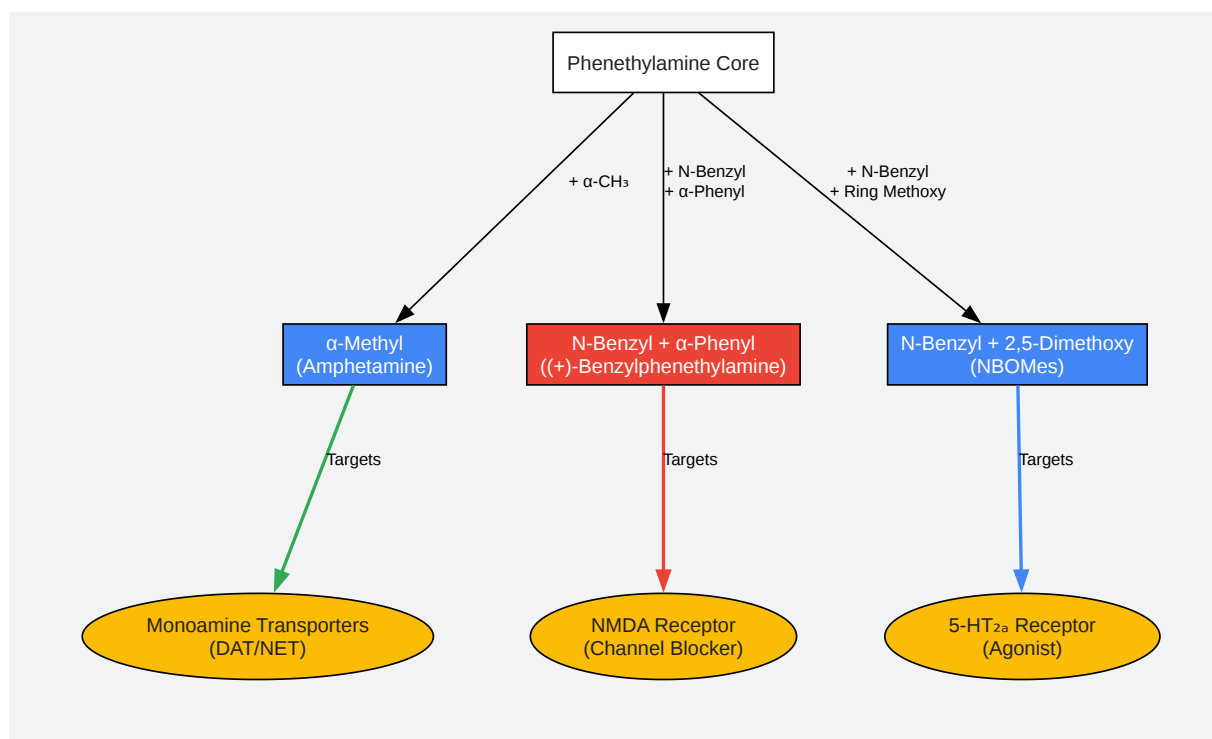 Phenethylamine Core
+ α-CH₃
+ N-Benzyl
+ α-Phenyl
+ N-Benzyl
+ Ring Methoxy
α-Methyl
(Amphetamine)
N-Benzyl + α-Phenyl
((+)-Benzylphenethylamine)
N-Benzyl + 2,5-Dimethoxy
(NBOMes)
Targets
Targets
Targets
Monoamine Transporters
(DAT/NET)
NMDA Receptor
(Channel Blocker)
5-HT₂ₐ Receptor
(Agonist)